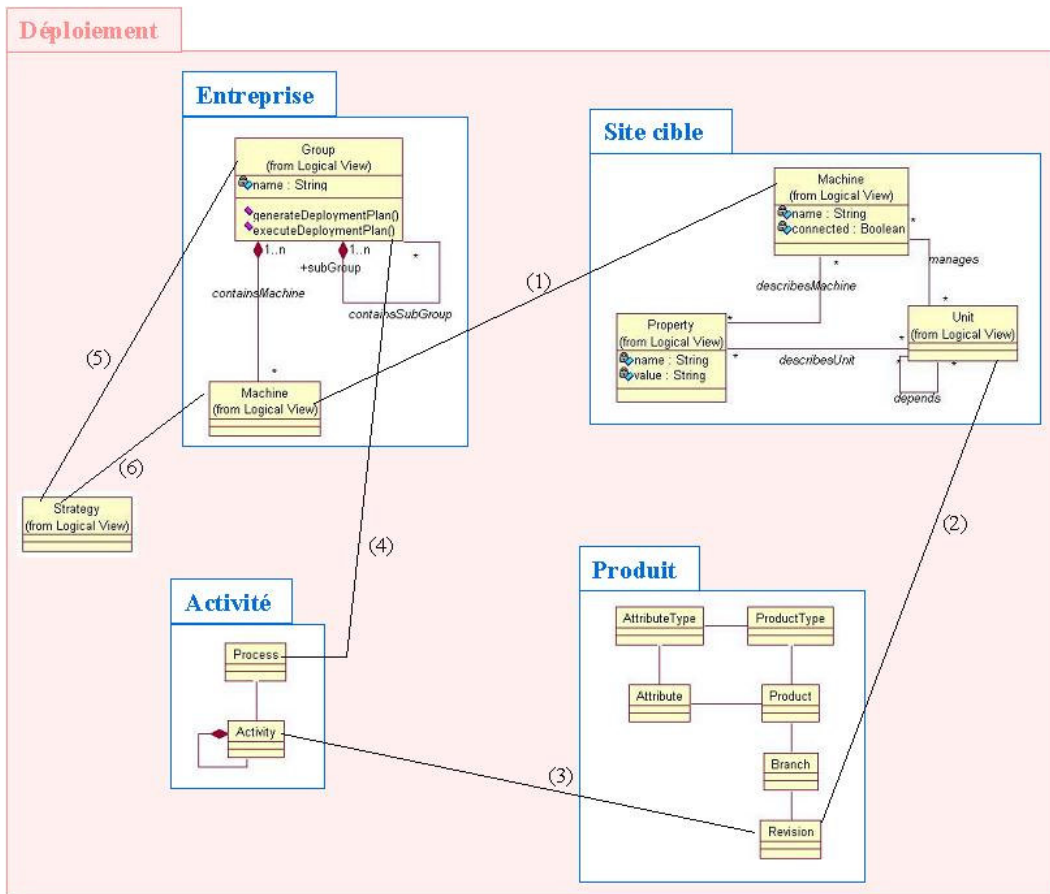 Déploiement
Entreprise
Group
(from Logical View)
name : String
generateDeploymentPlan()
executeDeploymentPlan()
1..n
1..n
*
+subGroup
containsMachine
containsSubGroup
*
Machine
(from Logical View)
Site cible
Machine
(from Logical View)
name : String
connected : Boolean
*
manages
*
describesMachine
*
*
Property
(from Logical View)
name : String
value : String
*
describesUnit
*
Unit
(from Logical View)
*
*
depends
(1)
(5)
(6)
Strategy
(from Logical View)
(4)
(2)
Activité
Process
Activity
(3)
Produit
AttributeType
ProductType
Attribute
Product
Branch
Revision